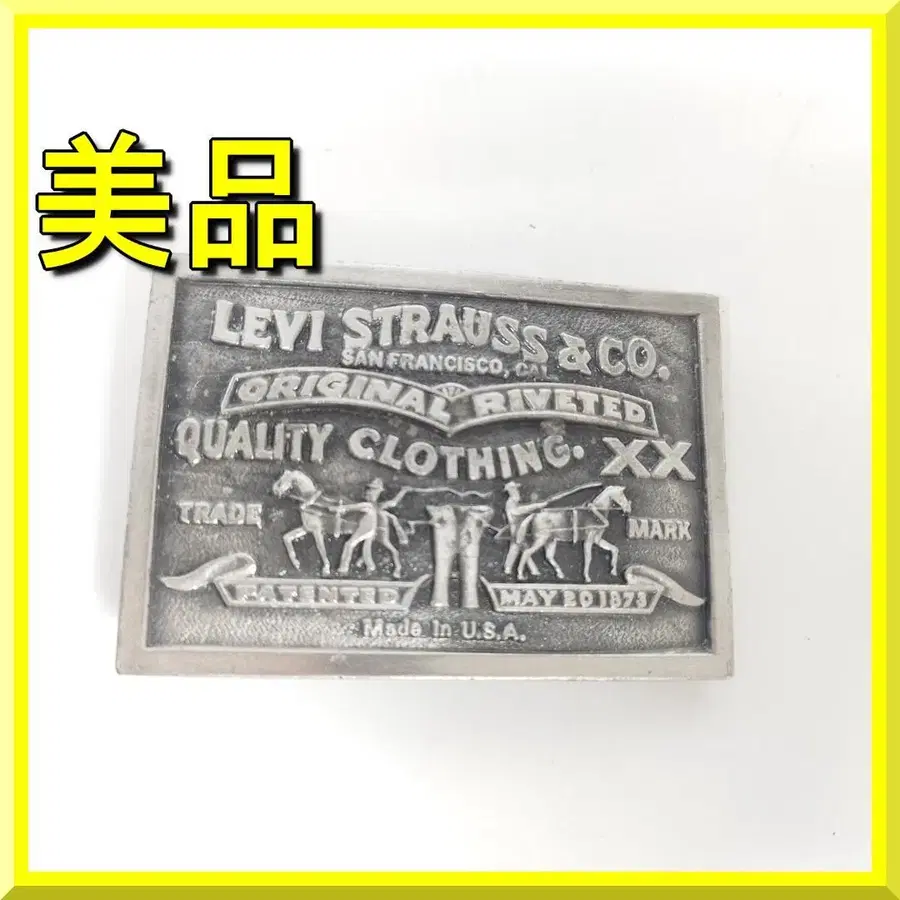 美品
LEVI STRAUSS & CO.
SAN FRANCISCO, CAL
ORIGINAL RIVETED
QUALITY CLOTHING. XX
TRADE MARK
PATENTED MAY 20 1873
Made In U.S.A.